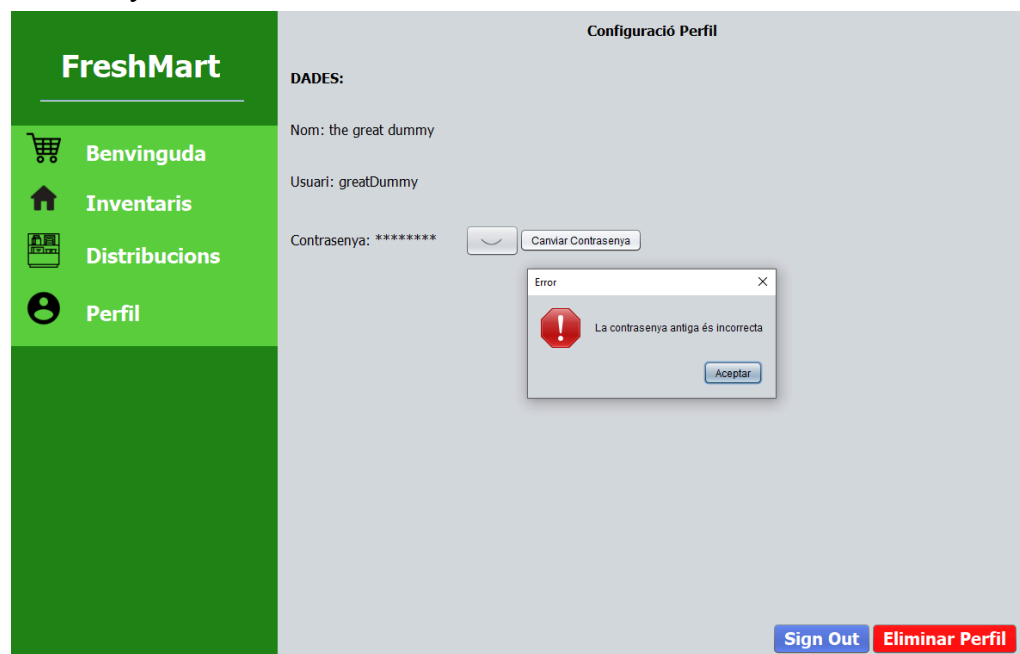 FreshMart
Benvinguda
Inventaris
Distribucions
Perfil
Configuració Perfil
DADES:
Nom: the great dummy
Usuari: greatDummy
Contrasenya: ********
Canviar Contrasenya
Error
La contrasenya antiga és incorrecta
Aceptar
Sign Out
Eliminar Perfil